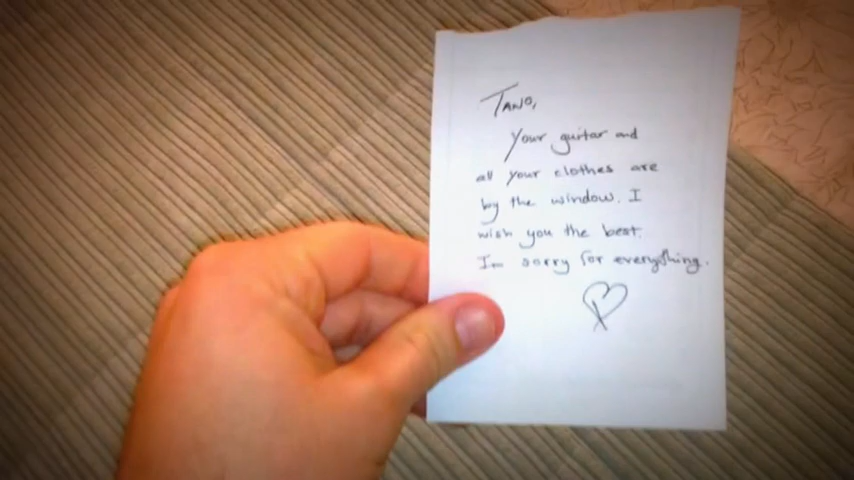 TANO,
Your guitar and
all your clothes are
by the window. I
wish you the best.
I'm sorry for everything.